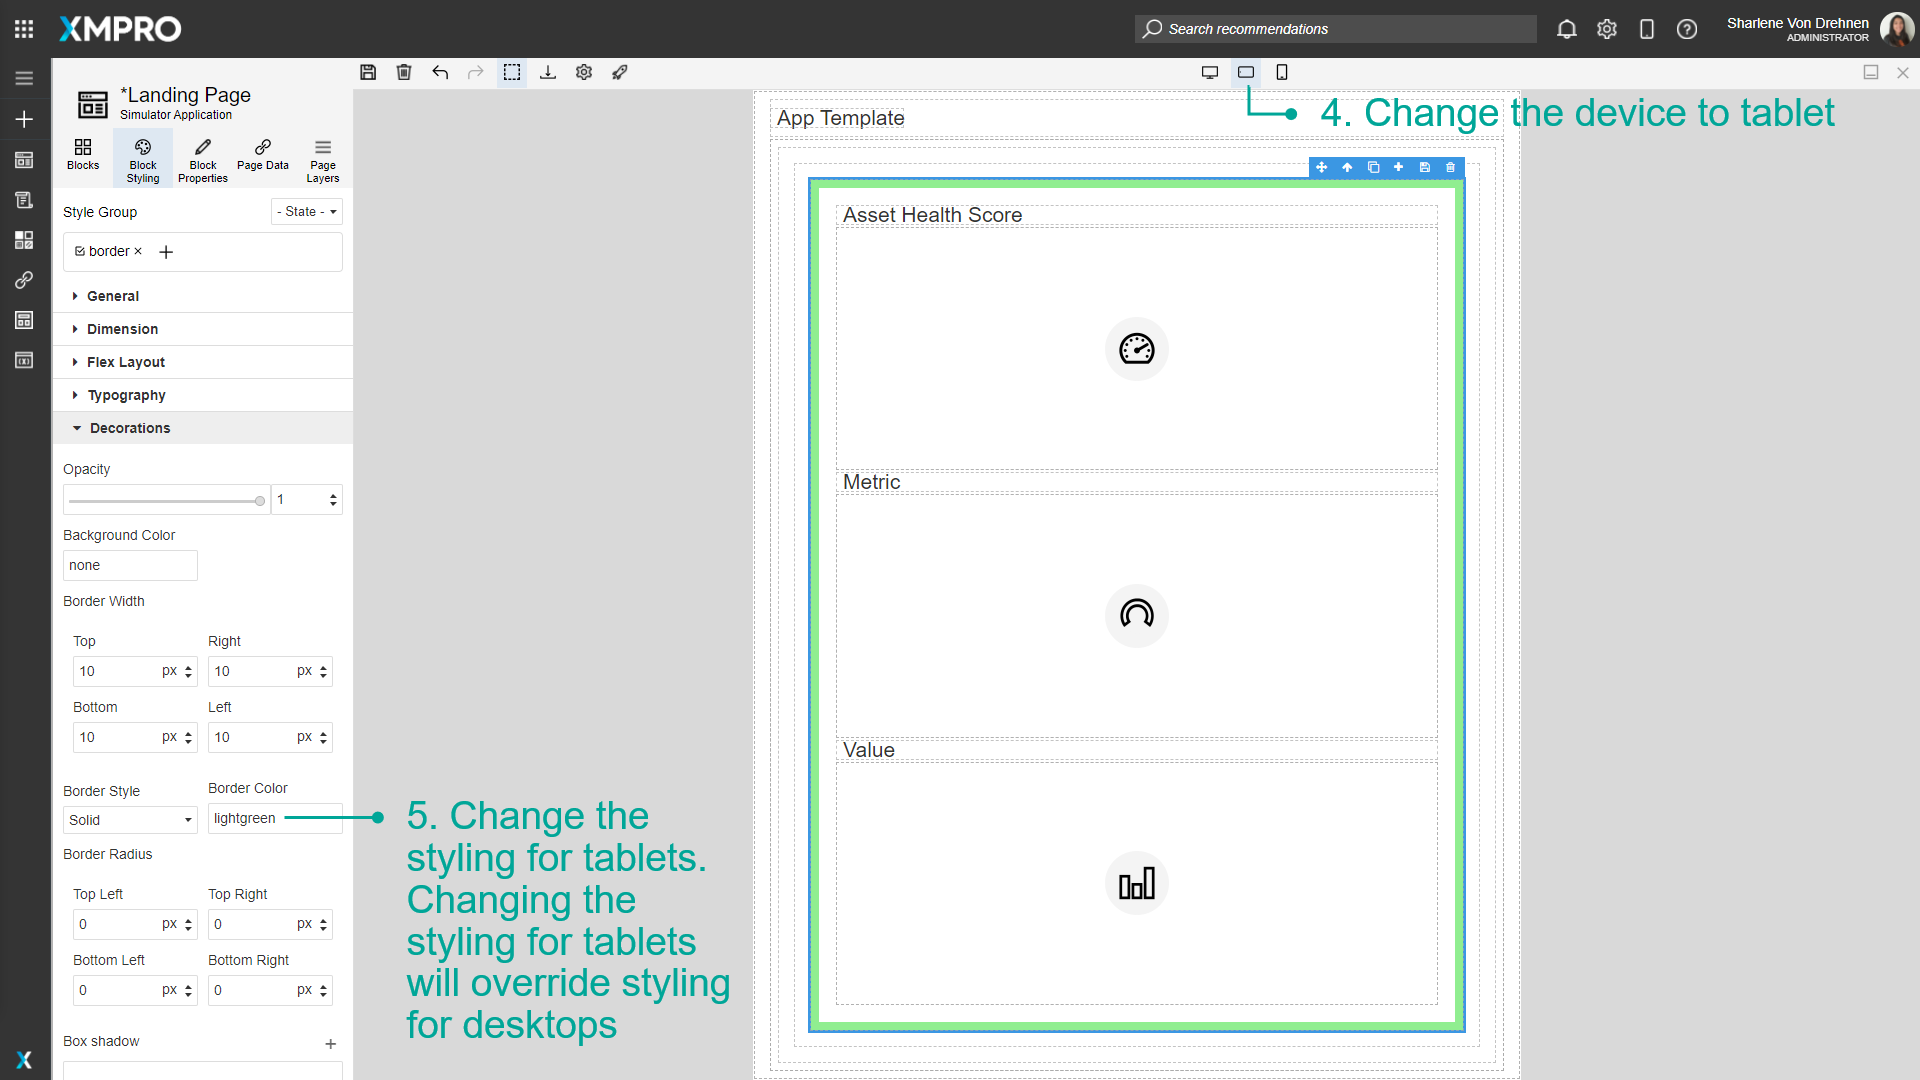 XMPRO
Search recommendations
Sharlene Von Drehnen
ADMINISTRATOR
*Landing Page
Simulator Application
Blocks
Block Styling
Block Properties
Page Data
Page Layers
Style Group
- State -
border ×
General
Dimension
Flex Layout
Typography
Decorations
Opacity
1
Background Color
none
Border Width
Top
Right
10 px
10 px
Bottom
Left
10 px
10 px
Border Style
Border Color
Solid
lightgreen
Border Radius
Top Left
Top Right
0 px
0 px
Bottom Left
Bottom Right
0 px
0 px
Box shadow
App Template
4. Change the device to tablet
Asset Health Score
Metric
Value
5. Change the
styling for tablets.
Changing the
styling for tablets
will override styling
for desktops